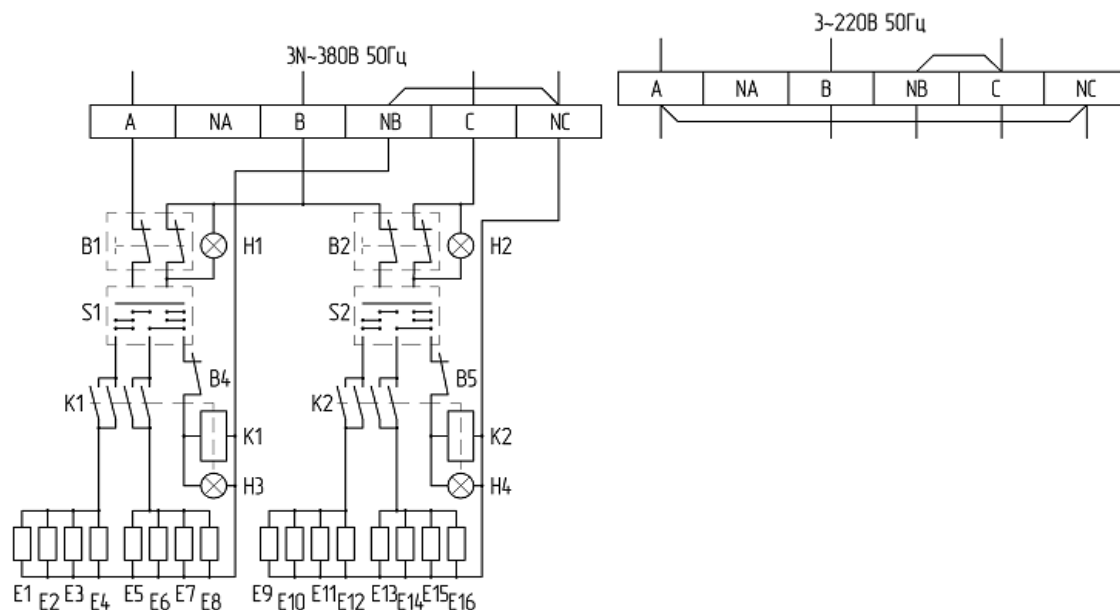 3N~380В 50Гц
3~220В 50Гц
A NA B NB C NC
A NA B NB C NC
B1 H1 B2 H2
S1 S2
B4 B5
K1 K2
K1 K2
H3 H4
E1 E2 E3 E4 E5 E6 E7 E8 E9 E10 E11 E12 E13 E14 E15 E16